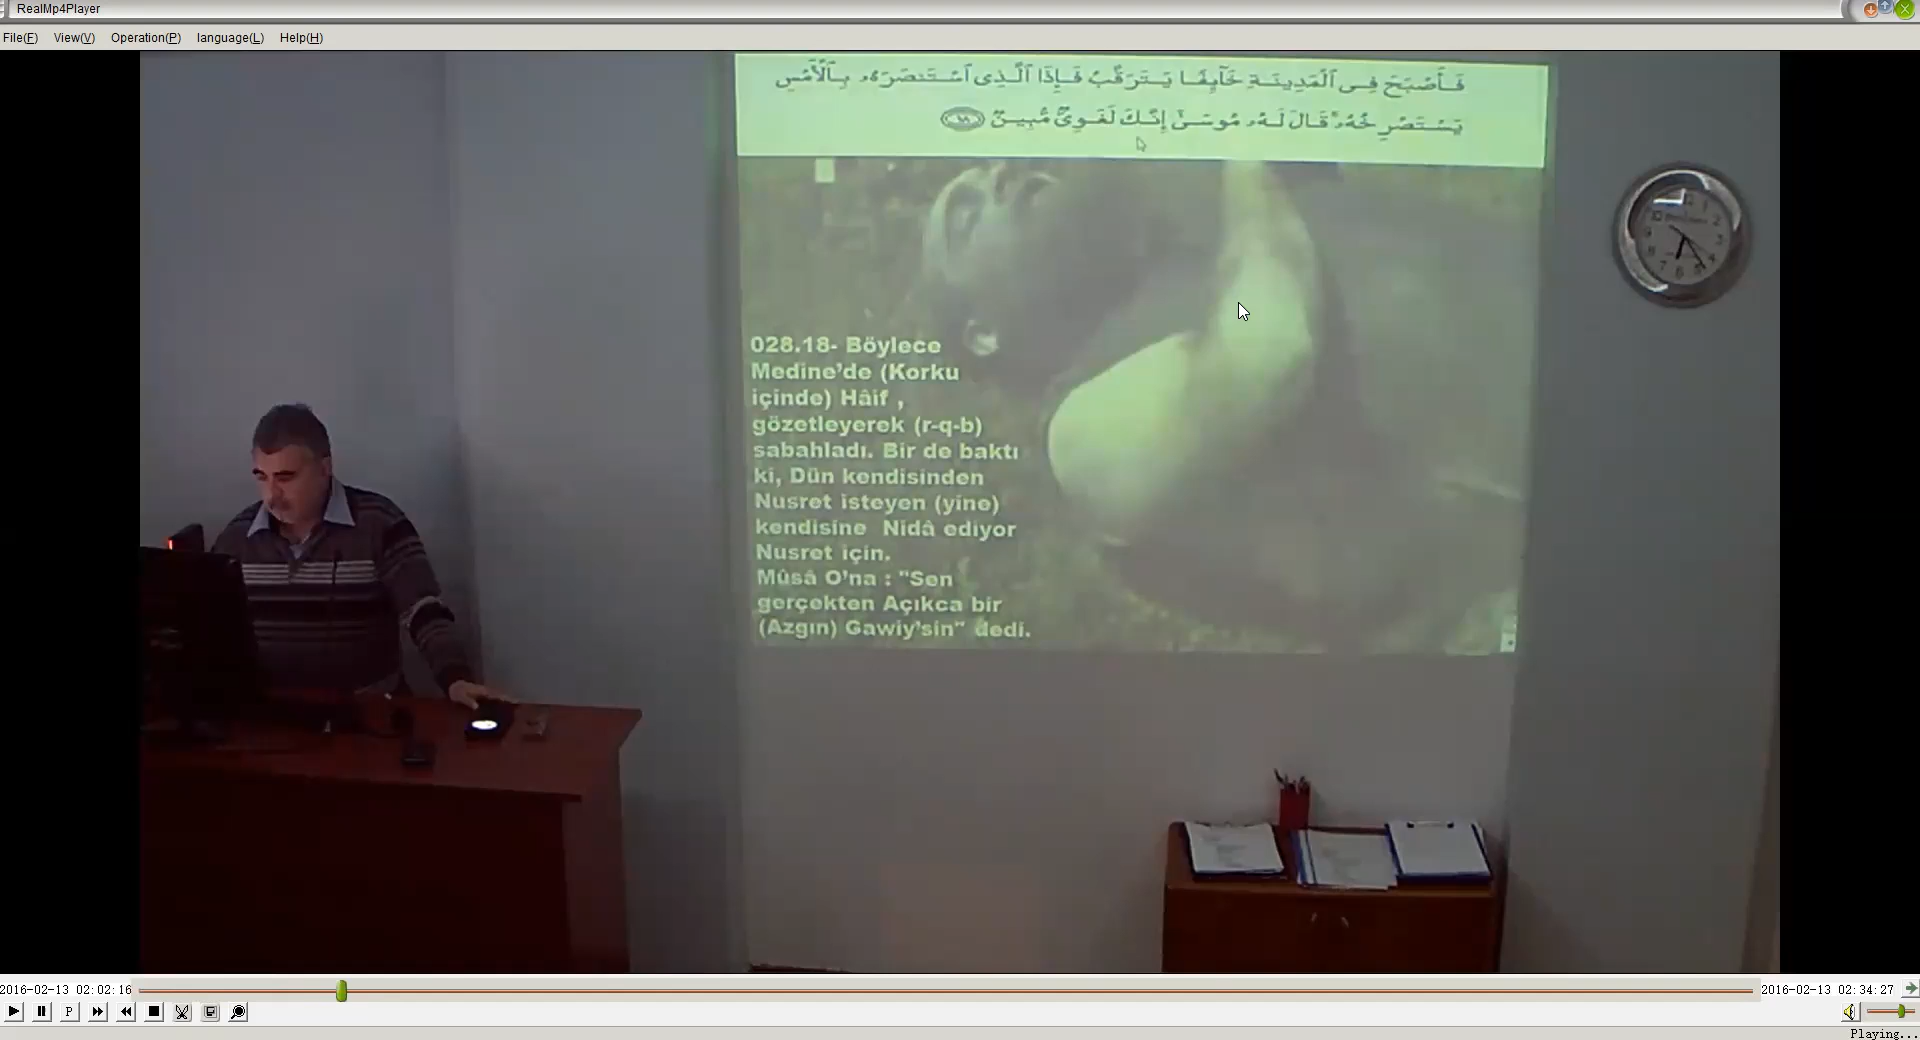 RealMp4Player
File(F) View(V) Operation(P) language(L) Help(H)
فَأَصْبَحَ فِى ٱلْمَدِينَةِ خَآئِفًا يَتَرَقَّبُ فَإِذَا ٱلَّذِى ٱسْتَنصَرَهُۥ بِٱلْأَمْسِ
يَسْتَصْرِخُهُۥ ۚ قَالَ لَهُۥ مُوسَىٰٓ إِنَّكَ لَغَوِىٌّ مُّبِينٌ ١٨
028.18- Böylece
Medine'de (Korku
içinde) Hâif ,
gözetleyerek (r-q-b)
sabahladı. Bir de baktı
ki, Dün kendisinden
Nusret isteyen (yine)
kendisine Nidâ ediyor
Nusret için.
Mûsâ O'na : "Sen
gerçekten Açıkca bir
(Azgın) Gawiy'sin" dedi.
2016-02-13 02:02:16
2016-02-13 02:34:27
P
Playing...